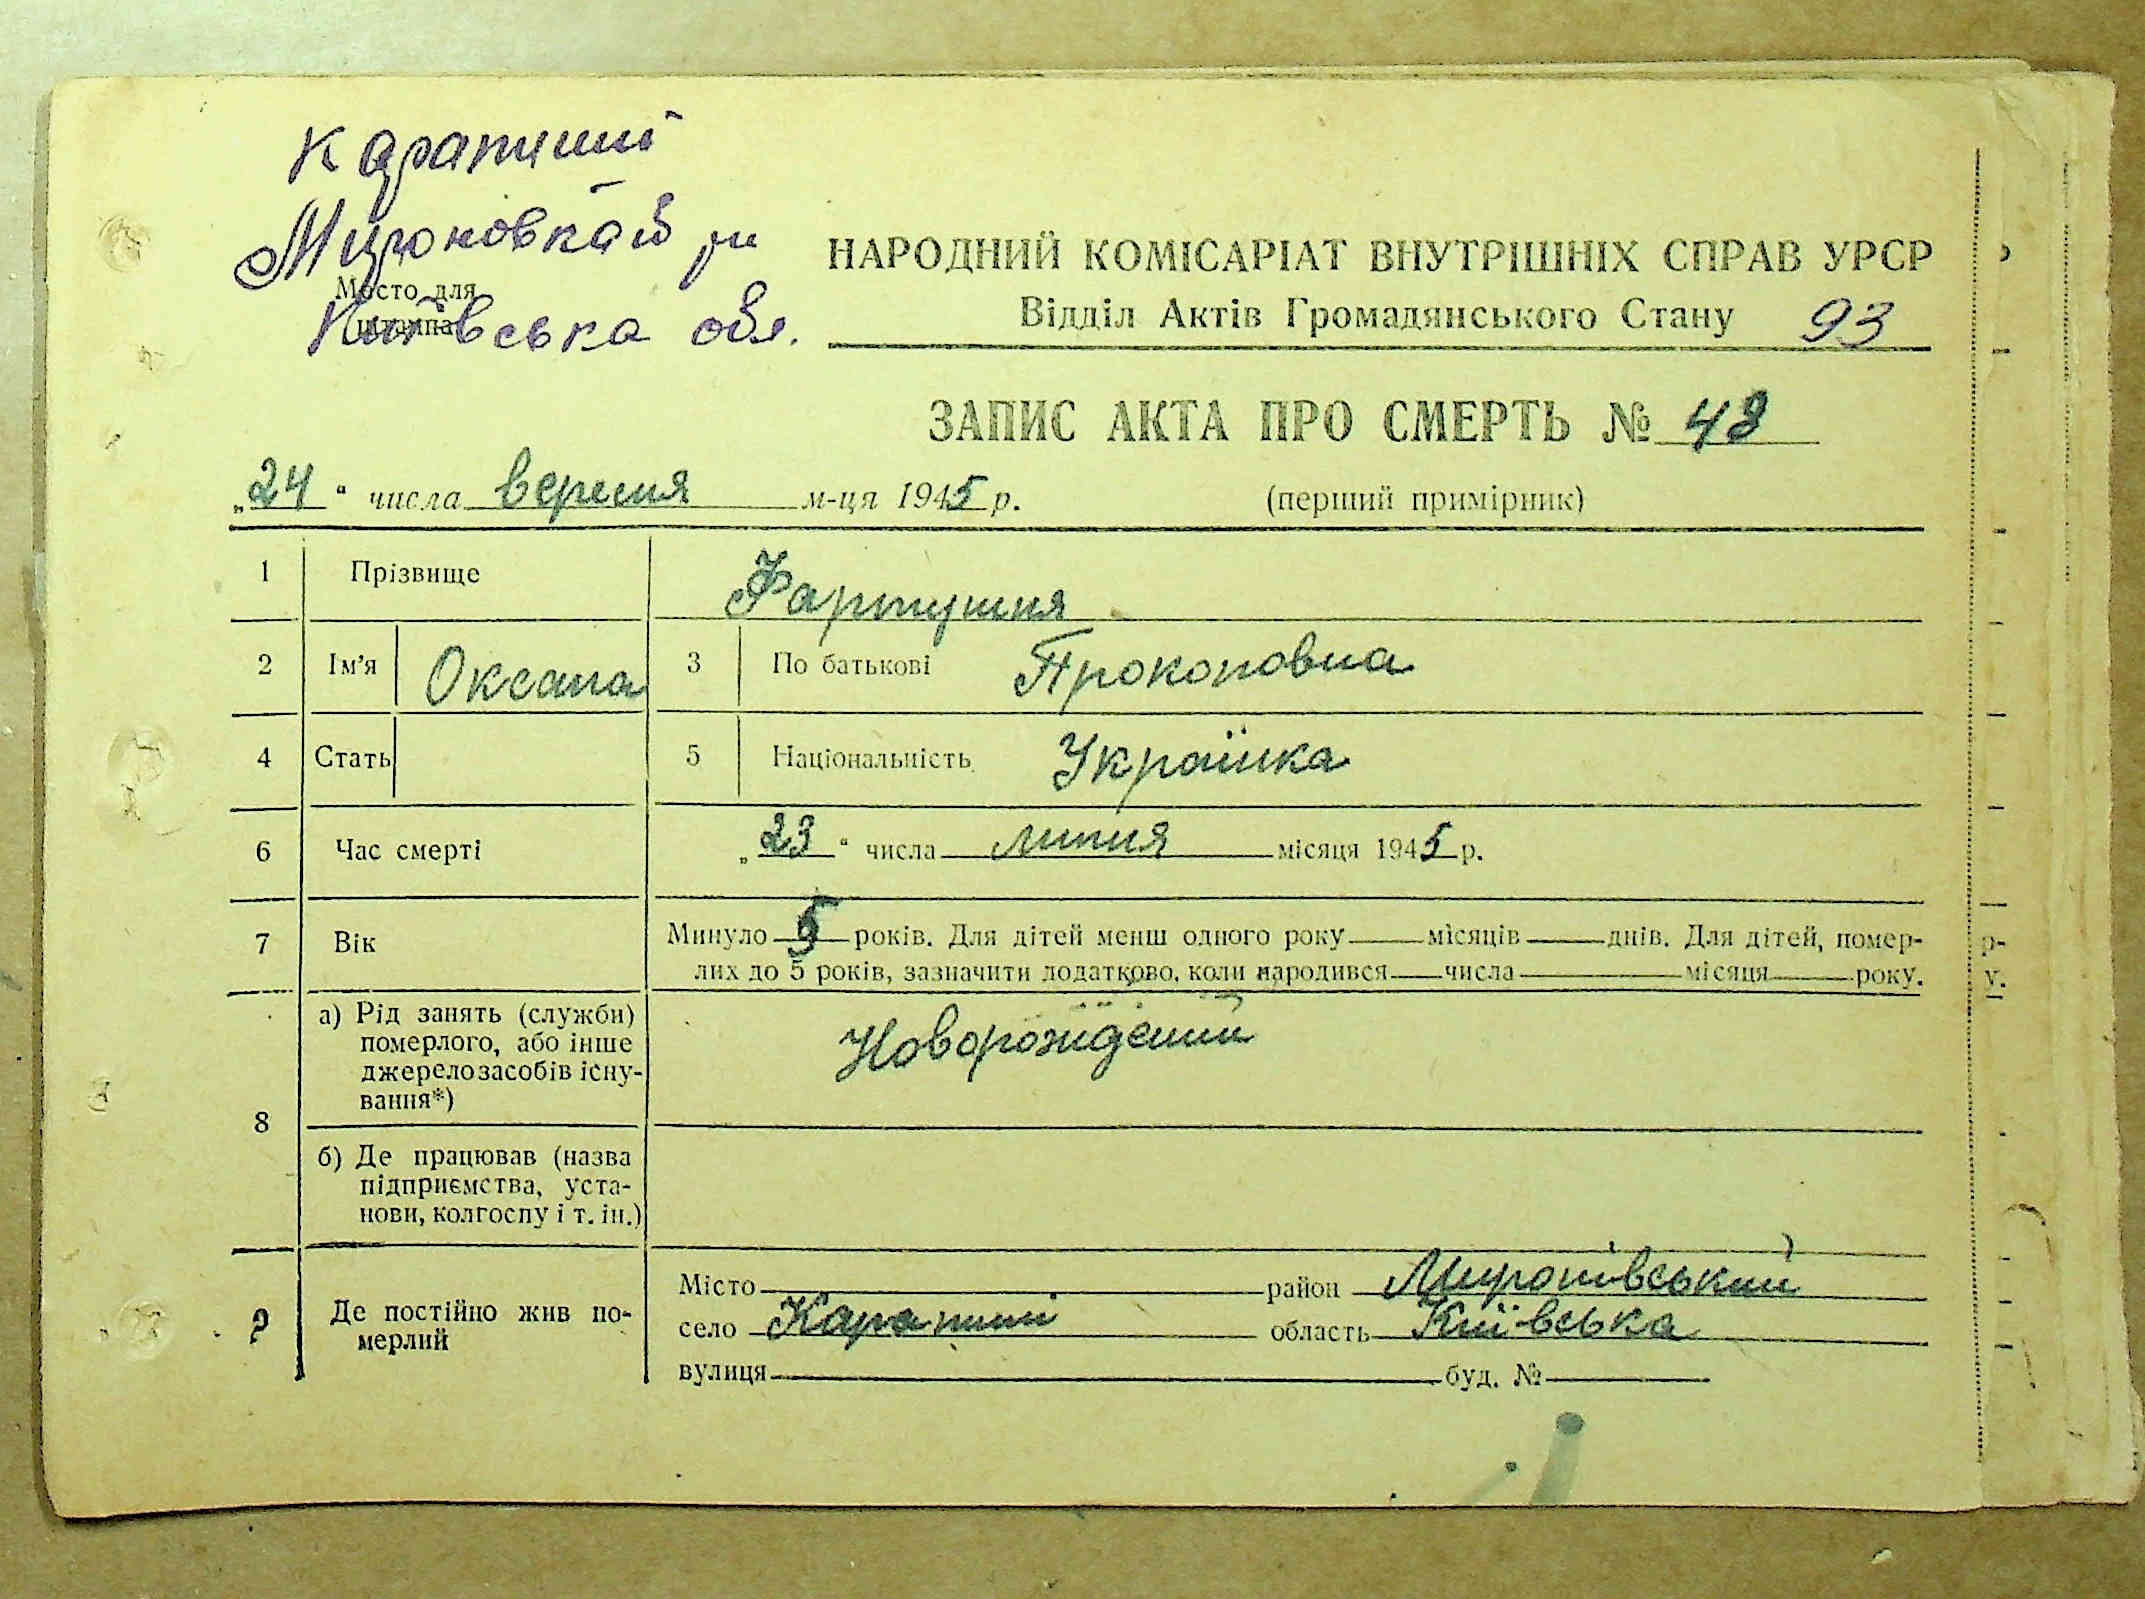 Карапиші
Мироновкай рн
Место для
штампа
Київська обл.
НАРОДНИЙ КОМІСАРІАТ ВНУТРІШНІХ СПРАВ УРСР
Відділ Актів Громадянського Стану 93
ЗАПИС АКТА ПРО СМЕРТЬ № 48
„24“ числа вересня м-ця 1945 р. (перший примірник)
1 Прізвище Фартушня
2 Ім'я Оксана 3 По батькові Прокоповна
4 Стать 5 Національність Українка
6 Час смерті „23“ числа липня місяця 1945 р.
7 Вік Минуло 5 років. Для дітей менш одного року місяців днів. Для дітей, помер-
лих до 5 років, зазначити додатково, коли народився числа місяця року.
8 а) Рід занять (служби)
померлого, або інше
джерело засобів існу-
вання*)
Новорождений
б) Де працював (назва
підприємства, уста-
нови, колгоспу і т. ін.)
9 Де постійно жив по-
мерлий
Місто район Миронівський
село Карапиші область Київська
вулиця буд. №